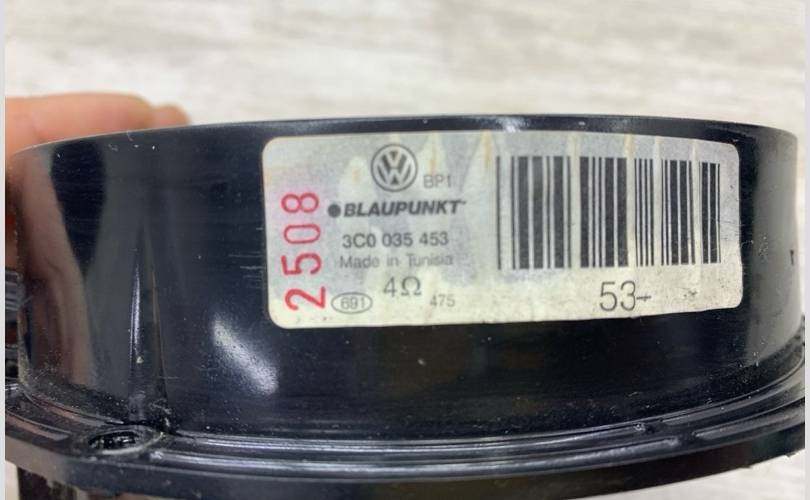 2508
VW
BP1
BLAUPUNKT
3C0 035 453
Made in Tunisia
691
4Ω
475
53-